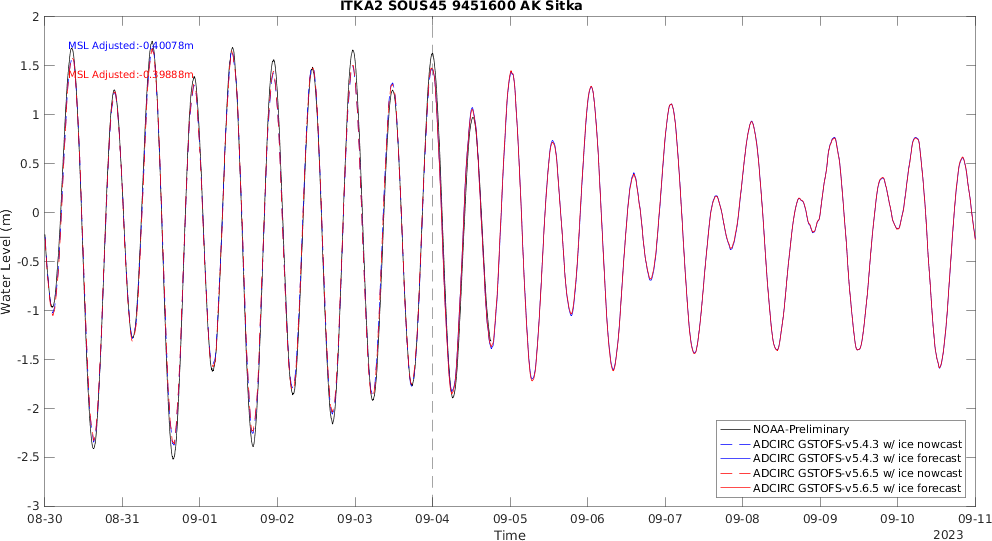 ITKA2 SOUS45 9451600 AK Sitka
MSL Adjusted:-0.40078m
MSL Adjusted:-0.39888m
Water Level (m)
2
1.5
1
0.5
0
-0.5
-1
-1.5
-2
-2.5
-3
NOAA-Preliminary
ADCIRC GSTOFS-v5.4.3 w/ ice nowcast
ADCIRC GSTOFS-v5.4.3 w/ ice forecast
ADCIRC GSTOFS-v5.6.5 w/ ice nowcast
ADCIRC GSTOFS-v5.6.5 w/ ice forecast
08-30 08-31 09-01 09-02 09-03 09-04 09-05 09-06 09-07 09-08 09-09 09-10 09-11
Time
2023